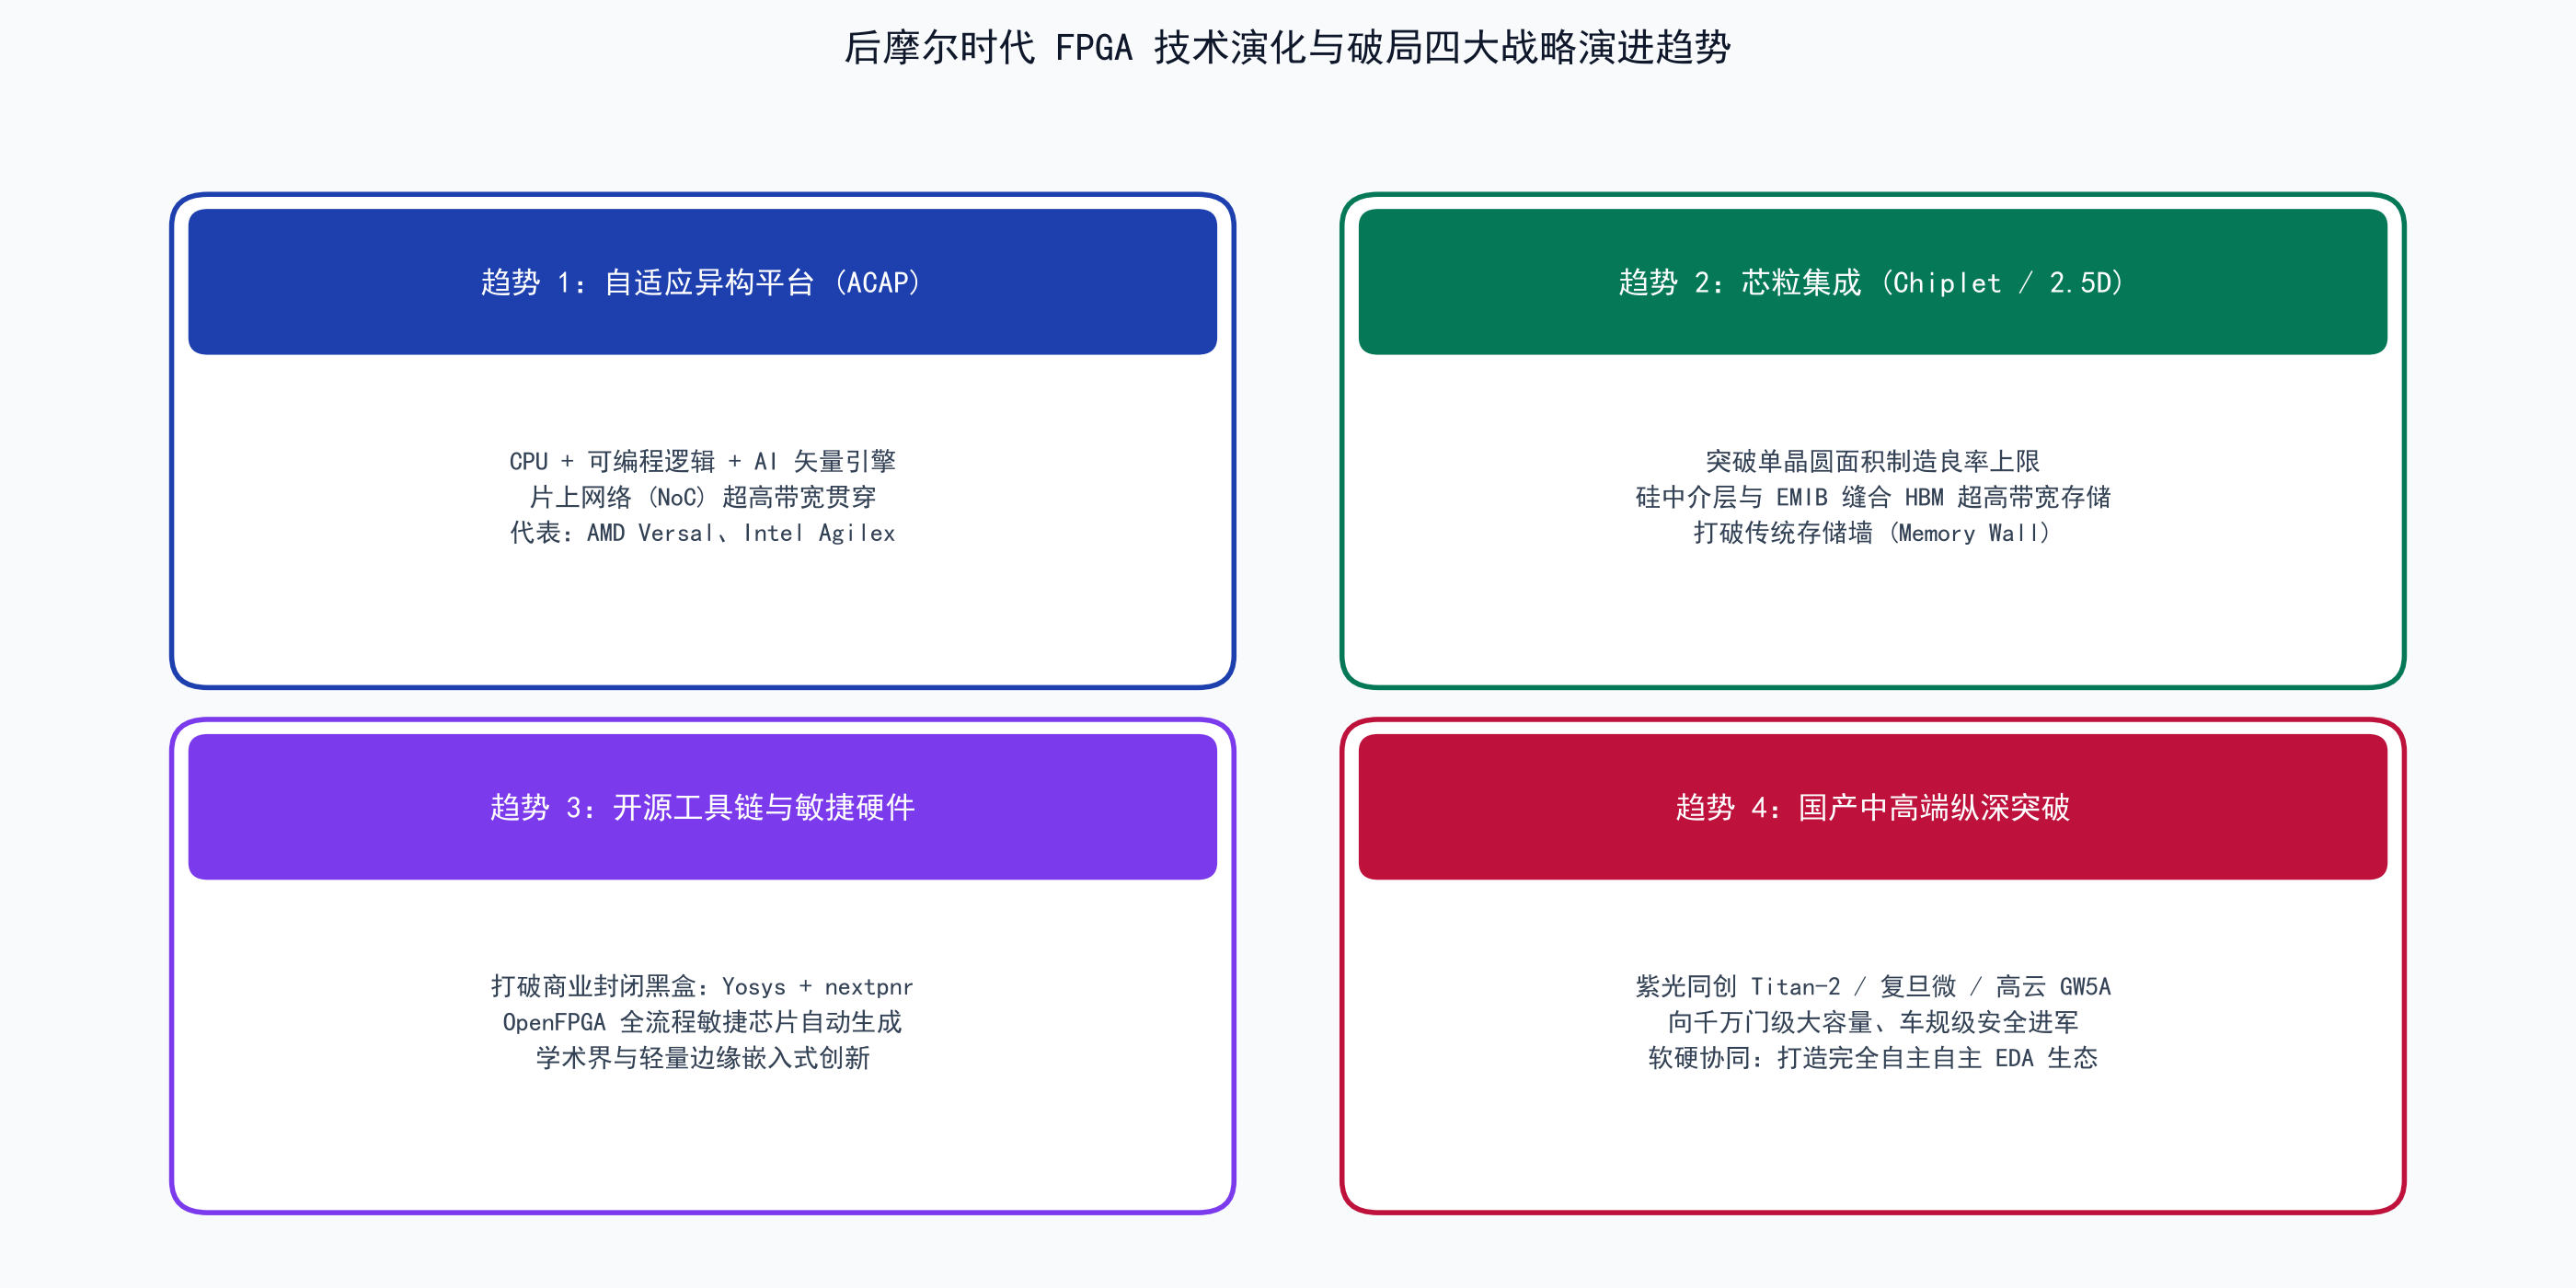 后摩尔时代 FPGA 技术演化与破局四大战略演进趋势
趋势 1：自适应异构平台 (ACAP)
CPU + 可编程逻辑 + AI 矢量引擎
片上网络 (NoC) 超高带宽贯穿
代表：AMD Versal、Intel Agilex
趋势 2：芯粒集成 (Chiplet / 2.5D)
突破单晶圆面积制造良率上限
硅中介层与 EMIB 缝合 HBM 超高带宽存储
打破传统存储墙 (Memory Wall)
趋势 3：开源工具链与敏捷硬件
打破商业封闭黑盒：Yosys + nextpnr
OpenFPGA 全流程敏捷芯片自动生成
学术界与轻量边缘嵌入式创新
趋势 4：国产中高端纵深突破
紫光同创 Titan-2 / 复旦微 / 高云 GW5A
向千万门级大容量、车规级安全进军
软硬协同：打造完全自主自主 EDA 生态